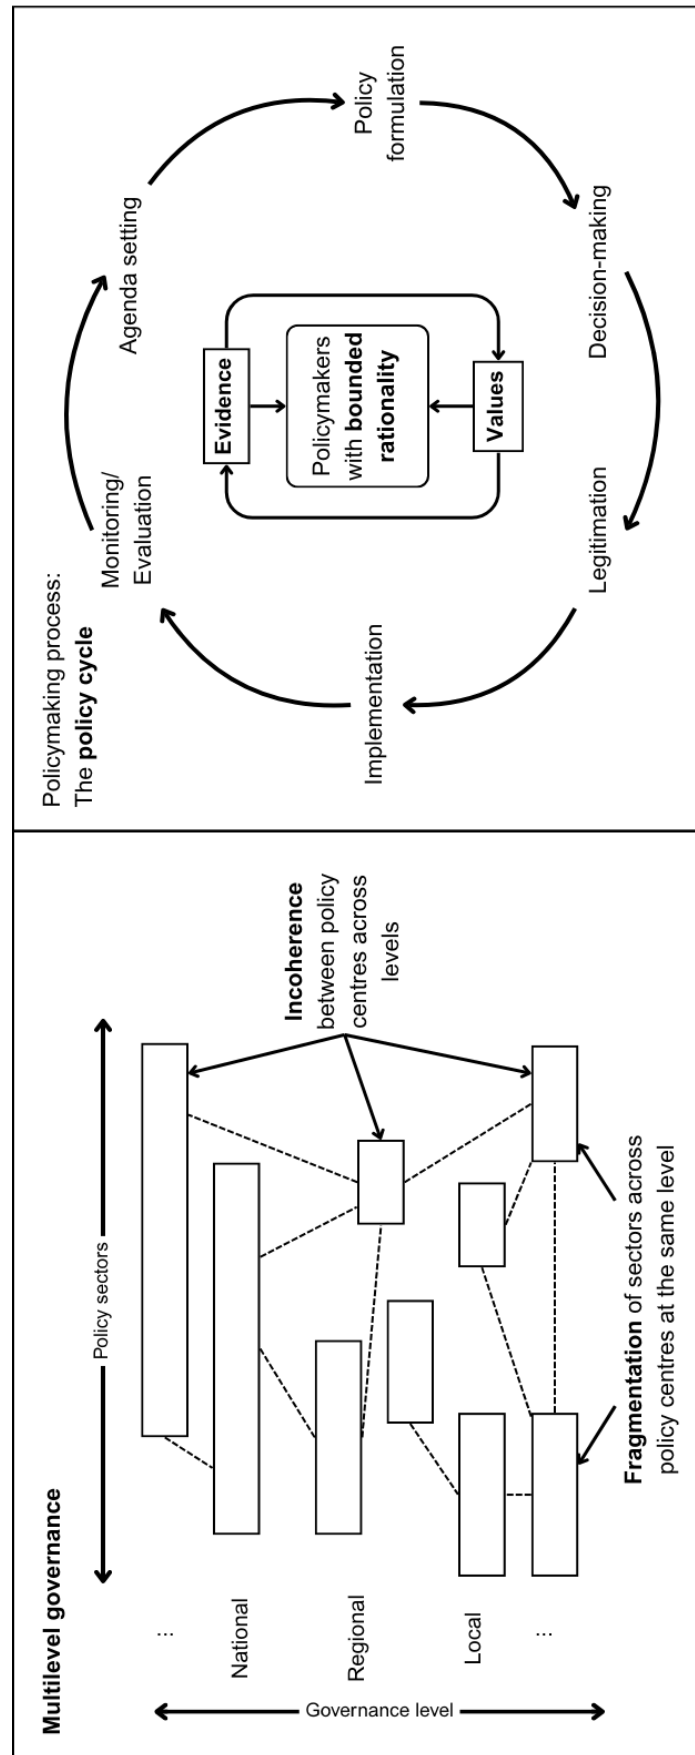 Multilevel governance
Policy sectors
Governance level
⋮
National
Regional
Local
⋮
Incoherence
between policy
centres across
levels
Fragmentation of sectors across
policy centres at the same level
Policymaking process:
The policy cycle
Agenda setting
Policy
formulation
Decision-making
Legitimation
Implementation
Monitoring/
Evaluation
Evidence
Policymakers
with bounded
rationality
Values